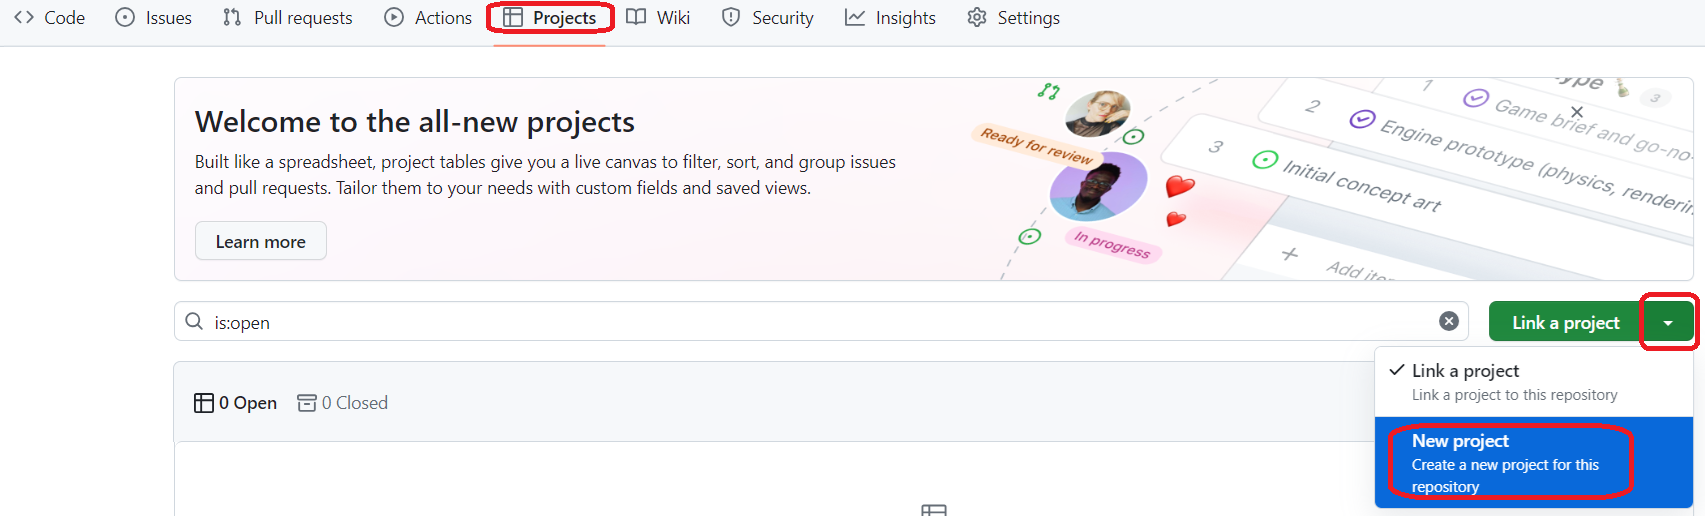 Code Issues Pull requests Actions Projects Wiki Security Insights Settings
Welcome to the all-new projects
Built like a spreadsheet, project tables give you a live canvas to filter, sort, and group issues
and pull requests. Tailor them to your needs with custom fields and saved views.
Learn more
Ready for review
In progress
3
1 Game brief and go-no-
2 Engine prototype (physics, renderin
3 Initial concept art
+ Add ite
is:open
Link a project
0 Open 0 Closed
Link a project
Link a project to this repository
New project
Create a new project for this
repository